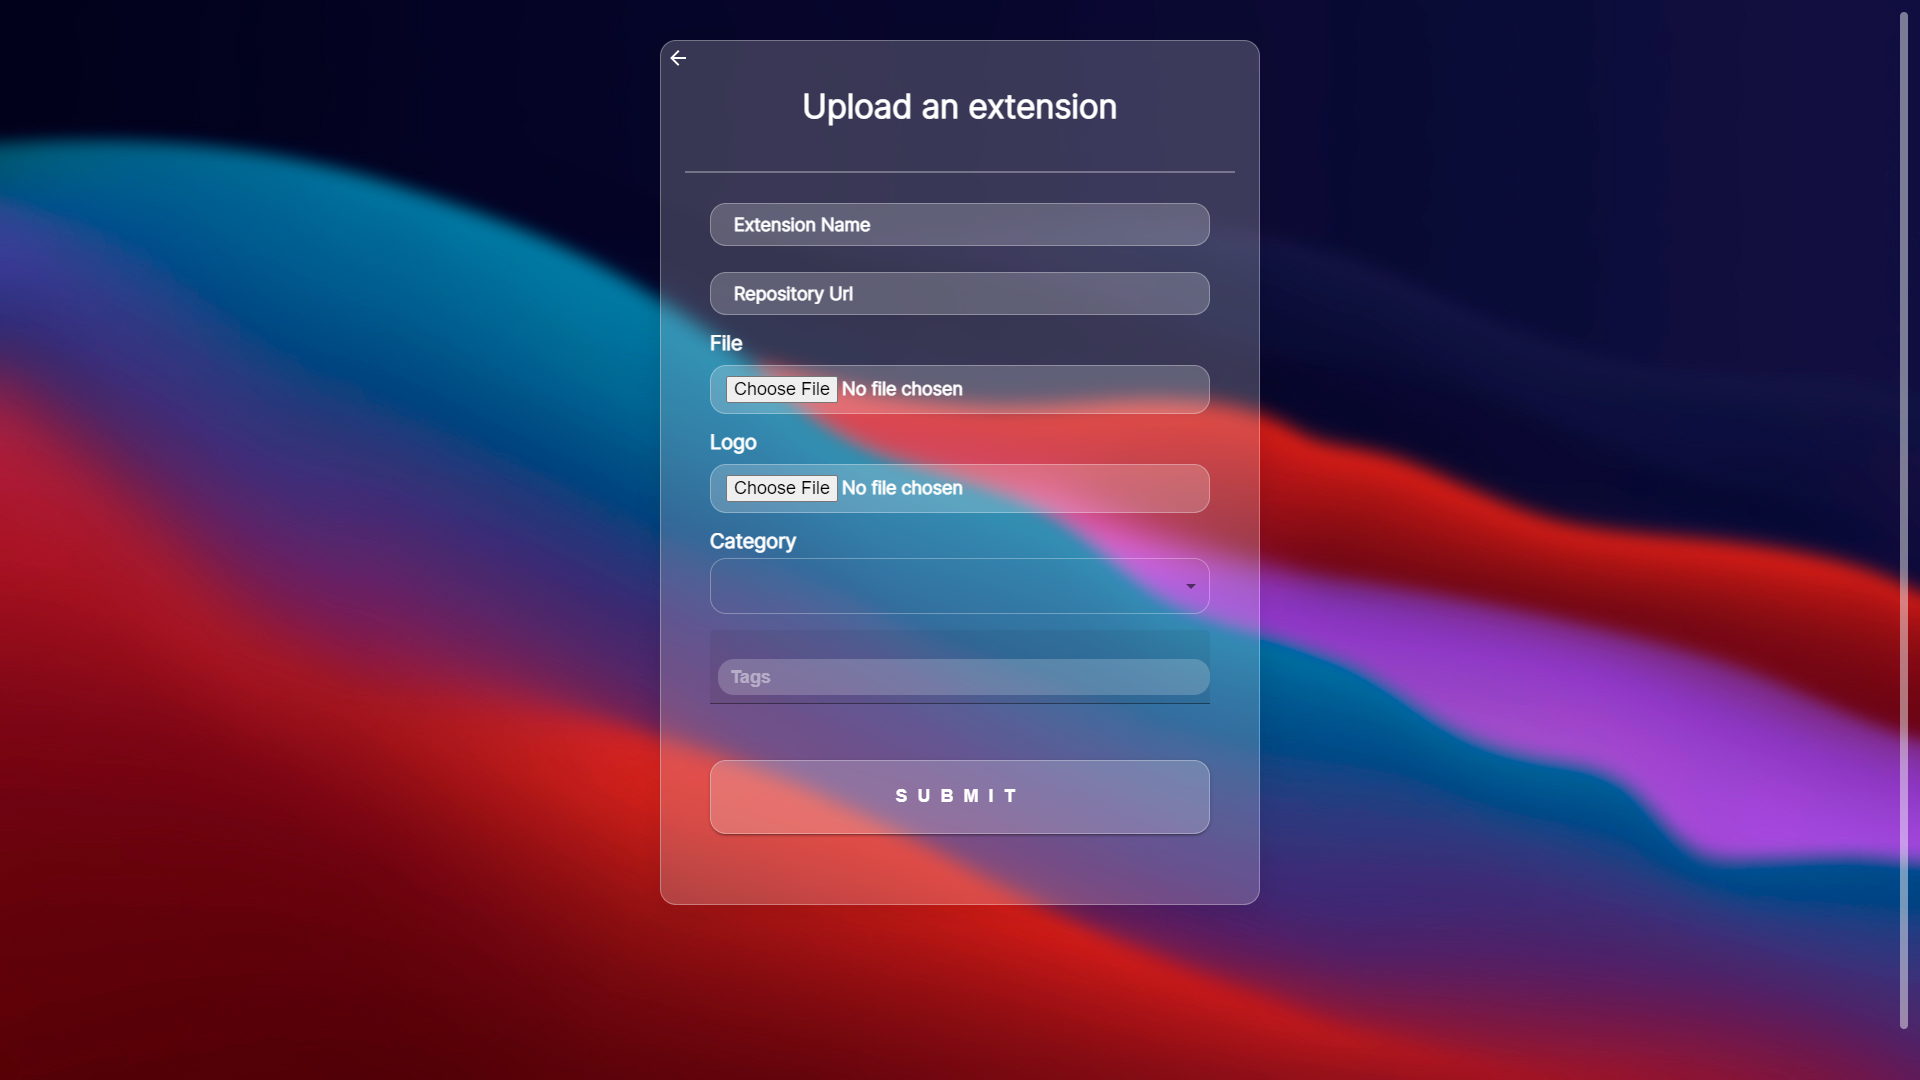 Upload an extension
Extension Name
Repository Url
File
Choose File No file chosen
Logo
Choose File No file chosen
Category
Tags
SUBMIT